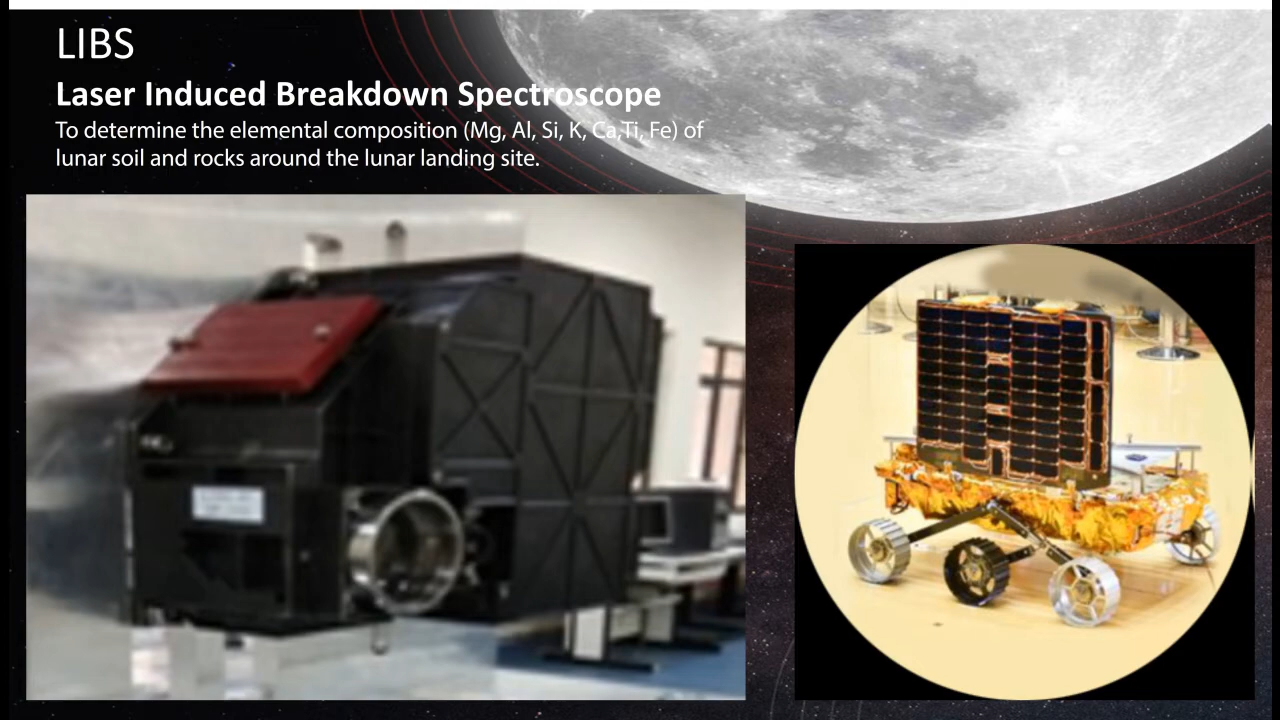 LIBS
Laser Induced Breakdown Spectroscope
To determine the elemental composition (Mg, Al, Si, K, Ca,Ti, Fe) of
lunar soil and rocks around the lunar landing site.